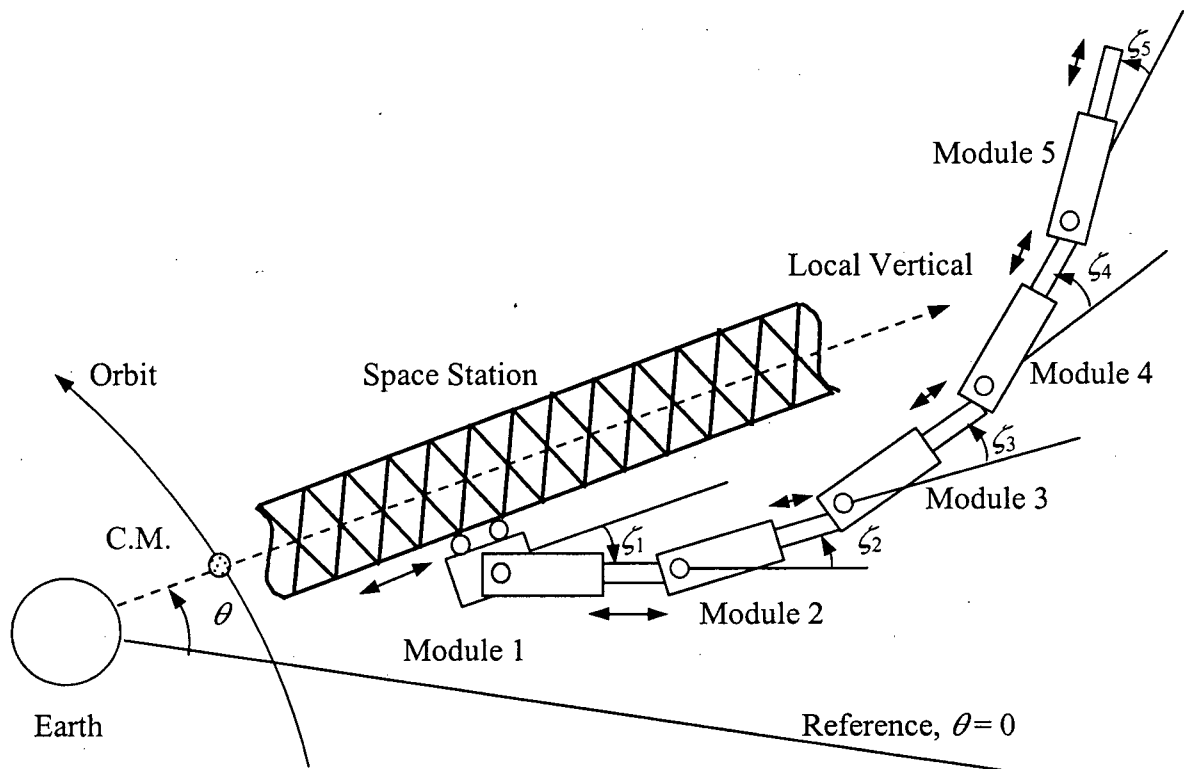 ζ5
Module 5
Local Vertical
ζ4
Orbit
Space Station
Module 4
ζ3
Module 3
C.M.
ζ1
ζ2
θ
Module 2
Module 1
Earth
Reference, θ = 0